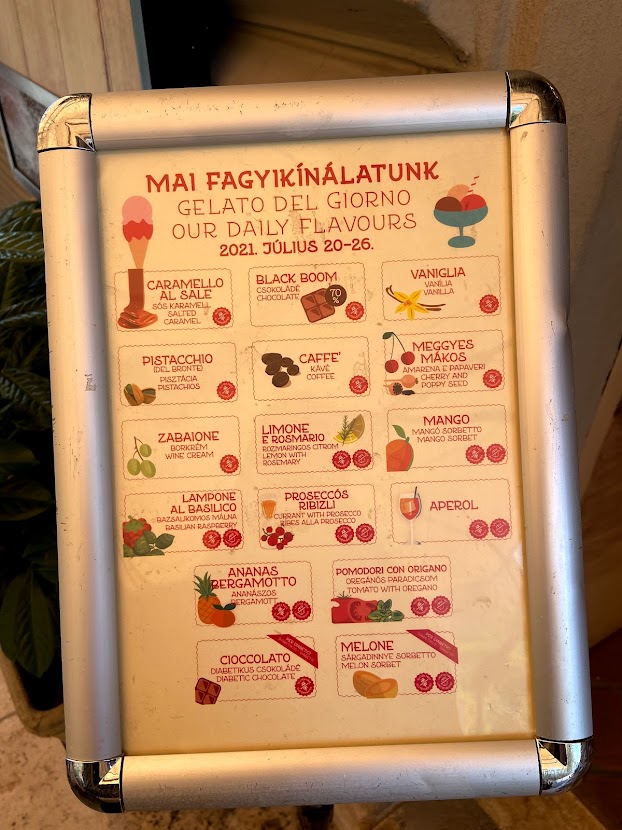 MAI FAGYIKÍNÁLATUNK
GELATO DEL GIORNO
OUR DAILY FLAVOURS
2021. JÚLIUS 20-26.
CARAMELLO
AL SALE
SÓS KARAMELL
SALTED
CARAMEL
BLACK BOOM
CSOKOLÁDÉ
CHOCOLATE
70
%
VANIGLIA
VANÍLIA
VANILLA
PISTACCHIO
(DEL BRONTE)
PISZTÁCIA
PISTACHIOS
CAFFE'
KÁVÉ
COFFEE
MEGGYES
MÁKOS
AMARENA E PAPAVERI
CHERRY AND
POPPY SEED
ZABAIONE
BORKRÉM
WINE CREAM
LIMONE
E ROSMARIO
ROZMARINGOS CITROM
LEMON WITH
ROSEMARY
MANGO
MANGÓ SORBETTO
MANGO SORBET
LAMPONE
AL BASILICO
BAZSALIKOMOS MÁLNA
BASILIAN RASPBERRY
PROSECCÓS
RIBIZLI
CURRANT WITH PROSECCO
RIBES ALLA PROSECCO
APEROL
ANANAS
BERGAMOTTO
ANANÁSZOS
BERGAMOTT
POMODORI CON ORIGANO
OREGÁNÓS PARADICSOM
TOMATO WITH OREGANO
CIOCCOLATO
DIABETIKUS CSOKOLÁDÉ
DIABETIC CHOCOLATE
MELONE
SÁRGADINNYE SORBETTO
MELON SORBET